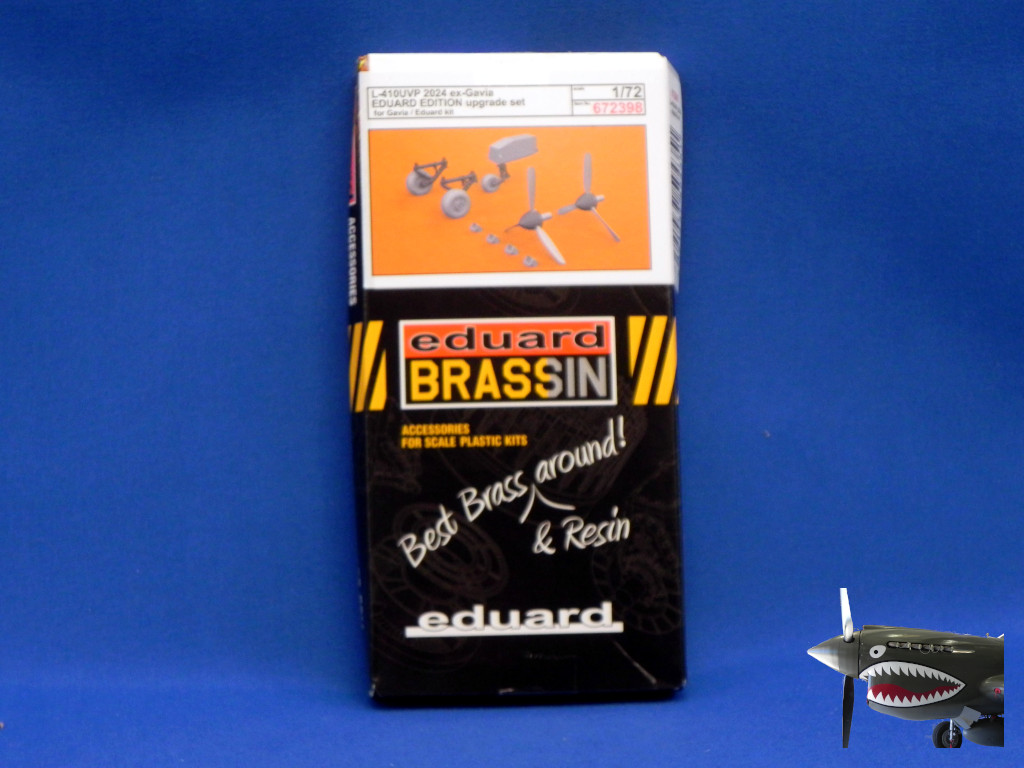 L-410UVP 2024 ex-Gavia
EDUARD EDITION upgrade set
for Gavia / Eduard kit
1/72
672398
ACCESSORIES
eduard
BRASSIN
ACCESSORIES
FOR SCALE PLASTIC KITS
Best Brass around!
& Resin
eduard